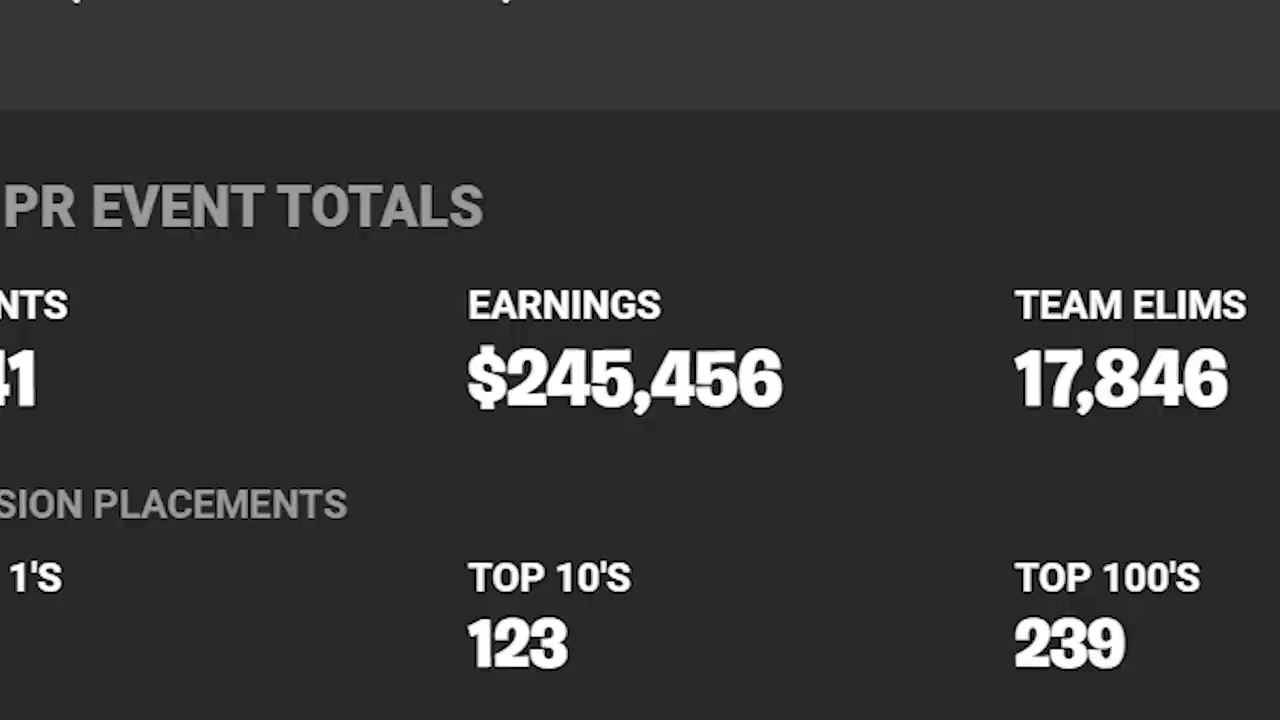 PR EVENT TOTALS
NTS EARNINGS TEAM ELIMS
41 $245,456 17,846
SION PLACEMENTS
1'S TOP 10'S TOP 100'S
123 239